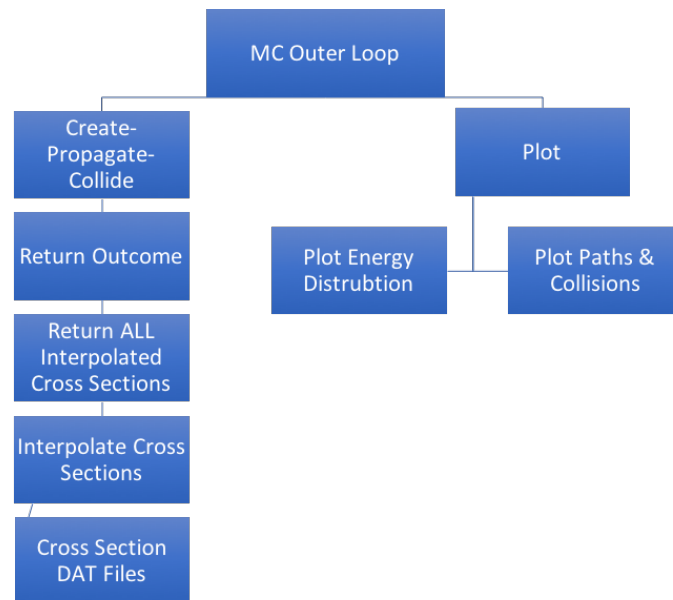 MC Outer Loop
Create-
Propagate-
Collide
Plot
Return Outcome
Plot Energy
Distrubtion
Plot Paths &
Collisions
Return ALL
Interpolated
Cross Sections
Interpolate Cross
Sections
Cross Section
DAT Files